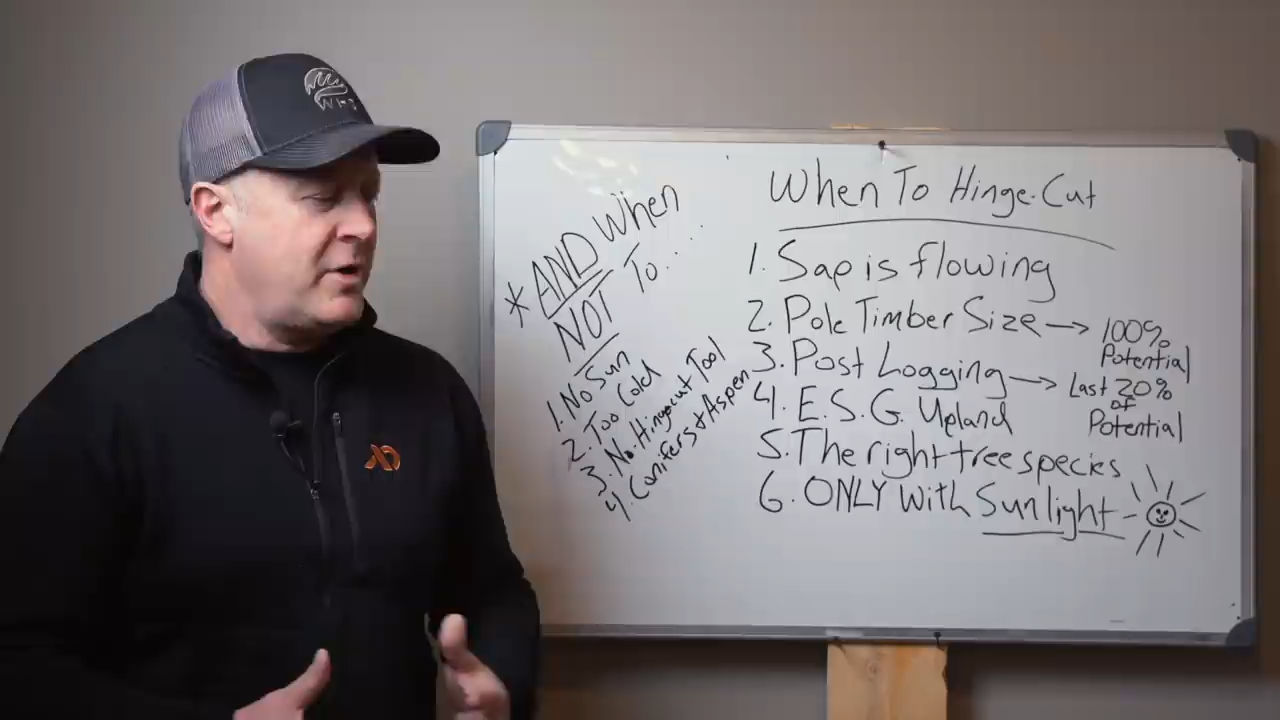 * AND When
NOT To...
1. No Sun
2. Too Cold
3. No Hingecut Tool
4. Conifers + Aspen
When To Hinge-Cut
1. Sap is flowing
2. Pole Timber Size → 100% Potential
3. Post Logging → Last 20% of Potential
4. E.S.G. Upland
5. The right tree species
6. ONLY With Sunlight